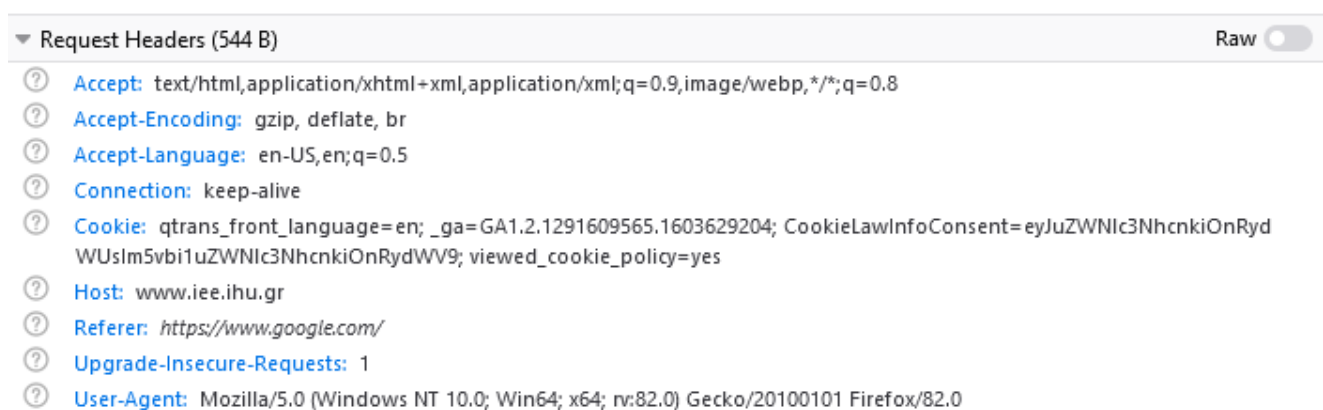 Request Headers (544 B) Raw
Accept: text/html,application/xhtml+xml,application/xml;q=0.9,image/webp,*/*;q=0.8
Accept-Encoding: gzip, deflate, br
Accept-Language: en-US,en;q=0.5
Connection: keep-alive
Cookie: qtrans_front_language=en; _ga=GA1.2.1291609565.1603629204; CookieLawInfoConsent=eyJuZWNlc3NhcnkiOnRyd
WUsIm5vbi1uZWNlc3NhcnkiOnRydWV9; viewed_cookie_policy=yes
Host: www.iee.ihu.gr
Referer: https://www.google.com/
Upgrade-Insecure-Requests: 1
User-Agent: Mozilla/5.0 (Windows NT 10.0; Win64; x64; rv:82.0) Gecko/20100101 Firefox/82.0